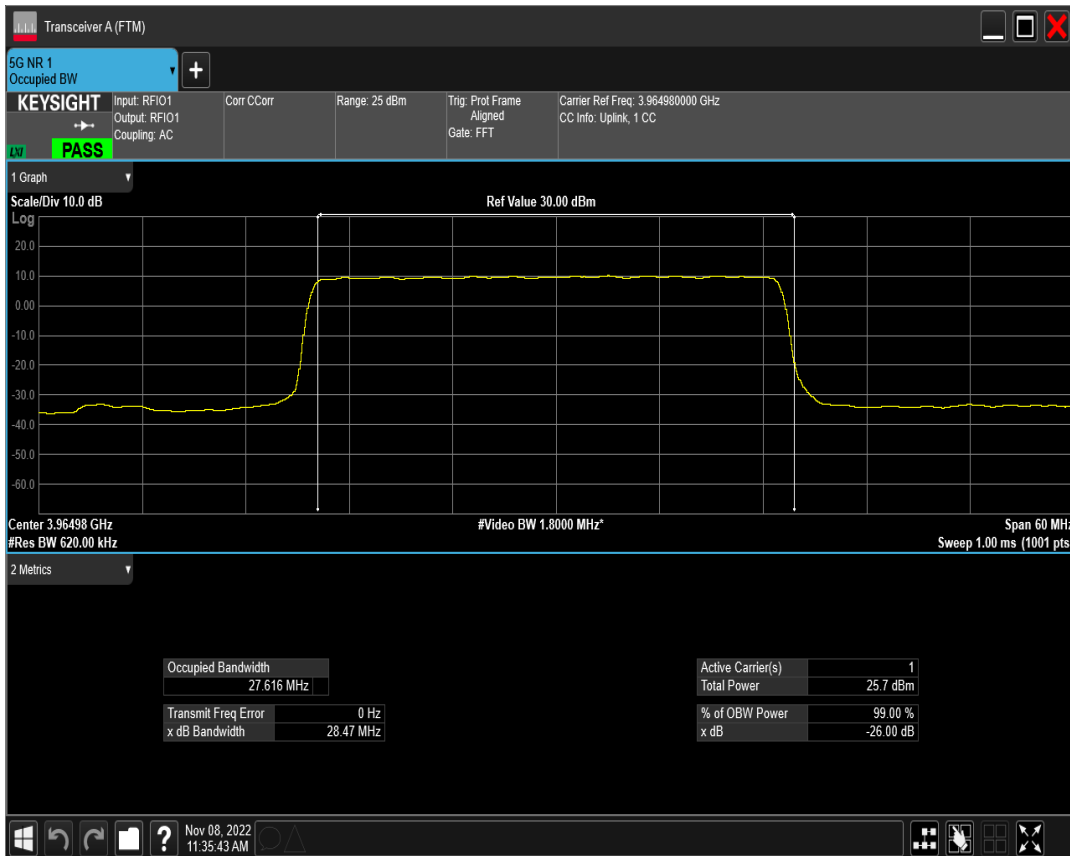 Transceiver A (FTM)
5G NR 1
Occupied BW
+
KEYSIGHT
LXI
PASS
Input: RFIO1
Output: RFIO1
Coupling: AC
Corr CCorr
Range: 25 dBm
Trig: Prot Frame
Aligned
Gate: FFT
Carrier Ref Freq: 3.964980000 GHz
CC Info: Uplink, 1 CC
1 Graph
Scale/Div 10.0 dB
Ref Value 30.00 dBm
Log
20.0
10.0
0.00
-10.0
-20.0
-30.0
-40.0
-50.0
-60.0
Center 3.96498 GHz
#Video BW 1.8000 MHz*
Span 60 MHz
#Res BW 620.00 kHz
Sweep 1.00 ms (1001 pts
2 Metrics
Occupied Bandwidth
27.616 MHz
Transmit Freq Error 0 Hz
x dB Bandwidth 28.47 MHz
Active Carrier(s) 1
Total Power 25.7 dBm
% of OBW Power 99.00 %
x dB -26.00 dB
?
Nov 08, 2022
11:35:43 AM